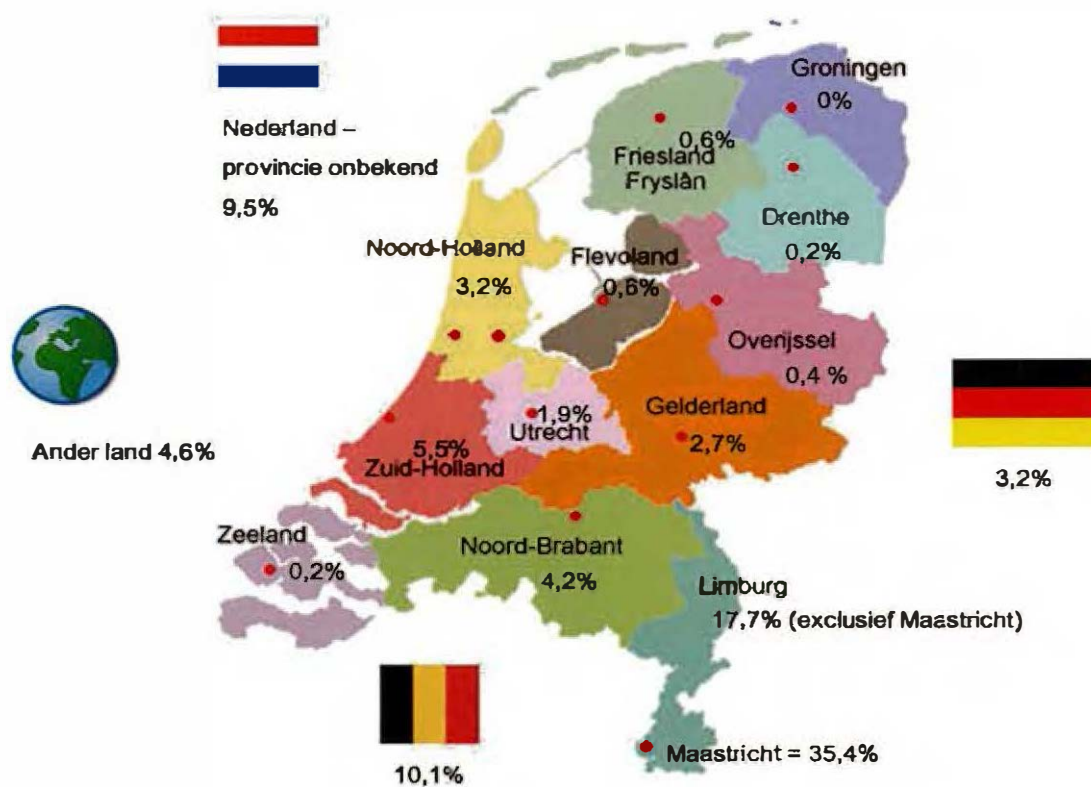 Groningen
0%
Nederland –
provincie onbekend
9,5%
0,6%
Friesland
Fryslân
Drenthe
0,2%
Noord-Holland
3,2%
Flevoland
0,6%
Overijssel
0,4 %
Ander land 4,6%
1,9%
Utrecht
Gelderland
2,7%
5,5%
Zuid-Holland
3,2%
Zeeland
0,2%
Noord-Brabant
4,2%
Limburg
17,7% (exclusief Maastricht)
10,1%
Maastricht = 35,4%